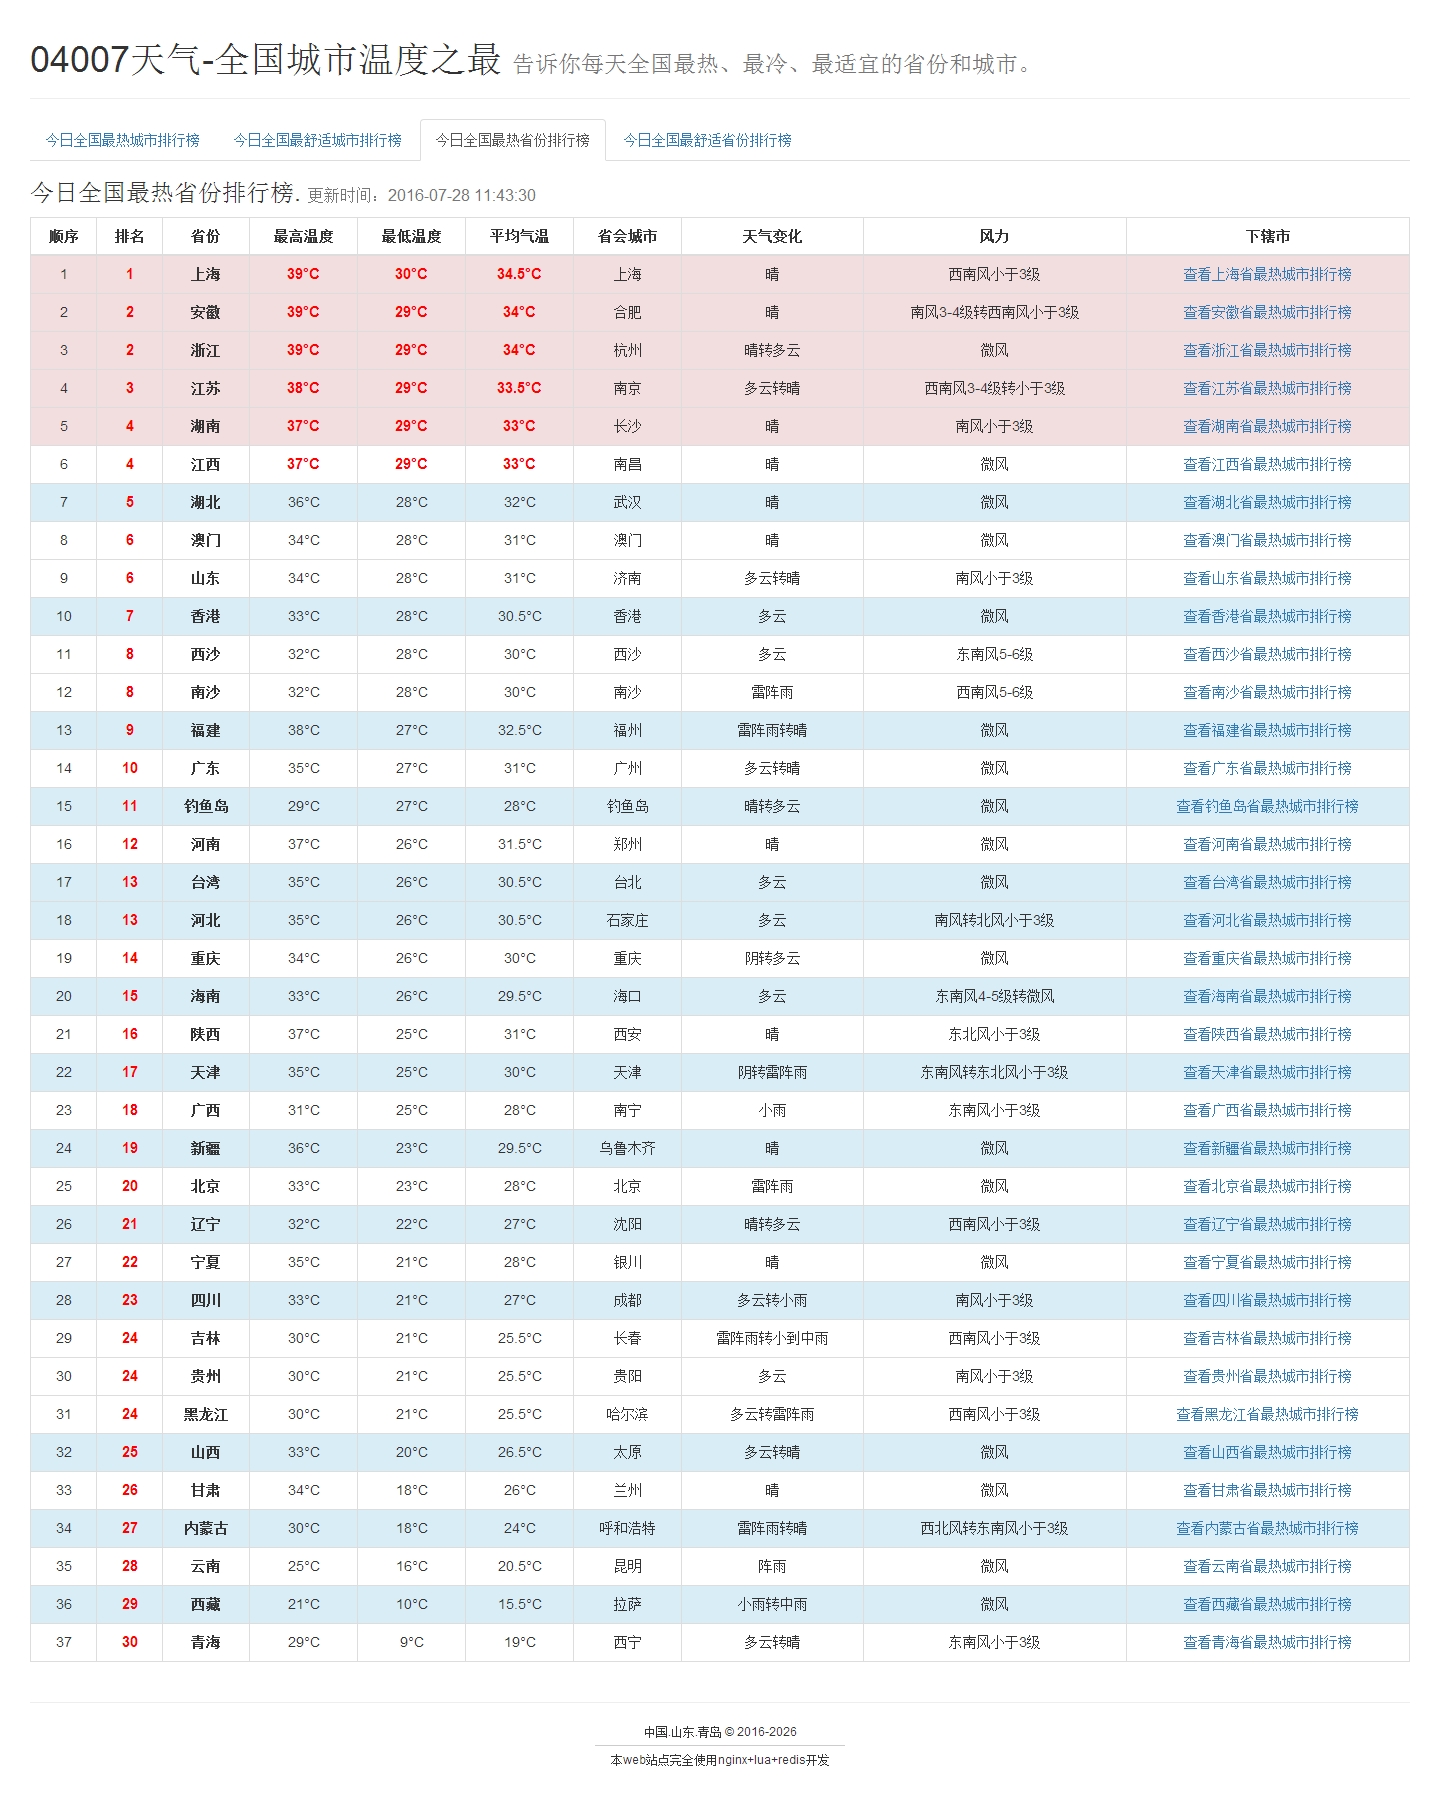 04007天气-全国城市温度之最 告诉你每天全国最热、最冷、最适宜的省份和城市。
今日全国最热城市排行榜 今日全国最舒适城市排行榜 今日全国最热省份排行榜 今日全国最舒适省份排行榜
今日全国最热省份排行榜. 更新时间：2016-07-28 11:43:30
顺序 排名 省份 最高温度 最低温度 平均气温 省会城市 天气变化 风力 下辖市
1 1 上海 39°C 30°C 34.5°C 上海 晴 西南风小于3级 查看上海省最热城市排行榜
2 2 安徽 39°C 29°C 34°C 合肥 晴 南风3-4级转西南风小于3级 查看安徽省最热城市排行榜
3 2 浙江 39°C 29°C 34°C 杭州 晴转多云 微风 查看浙江省最热城市排行榜
4 3 江苏 38°C 29°C 33.5°C 南京 多云转晴 西南风3-4级转小于3级 查看江苏省最热城市排行榜
5 4 湖南 37°C 29°C 33°C 长沙 晴 南风小于3级 查看湖南省最热城市排行榜
6 4 江西 37°C 29°C 33°C 南昌 晴 微风 查看江西省最热城市排行榜
7 5 湖北 36°C 28°C 32°C 武汉 晴 微风 查看湖北省最热城市排行榜
8 6 澳门 34°C 28°C 31°C 澳门 晴 微风 查看澳门省最热城市排行榜
9 6 山东 34°C 28°C 31°C 济南 多云转晴 南风小于3级 查看山东省最热城市排行榜
10 7 香港 33°C 28°C 30.5°C 香港 多云 微风 查看香港省最热城市排行榜
11 8 西沙 32°C 28°C 30°C 西沙 多云 东南风5-6级 查看西沙省最热城市排行榜
12 8 南沙 32°C 28°C 30°C 南沙 雷阵雨 西南风5-6级 查看南沙省最热城市排行榜
13 9 福建 38°C 27°C 32.5°C 福州 雷阵雨转晴 微风 查看福建省最热城市排行榜
14 10 广东 35°C 27°C 31°C 广州 多云转晴 微风 查看广东省最热城市排行榜
15 11 钓鱼岛 29°C 27°C 28°C 钓鱼岛 晴转多云 微风 查看钓鱼岛省最热城市排行榜
16 12 河南 37°C 26°C 31.5°C 郑州 晴 微风 查看河南省最热城市排行榜
17 13 台湾 35°C 26°C 30.5°C 台北 多云 微风 查看台湾省最热城市排行榜
18 13 河北 35°C 26°C 30.5°C 石家庄 多云 南风转北风小于3级 查看河北省最热城市排行榜
19 14 重庆 34°C 26°C 30°C 重庆 阴转多云 微风 查看重庆省最热城市排行榜
20 15 海南 33°C 26°C 29.5°C 海口 多云 东南风4-5级转微风 查看海南省最热城市排行榜
21 16 陕西 37°C 25°C 31°C 西安 晴 东北风小于3级 查看陕西省最热城市排行榜
22 17 天津 35°C 25°C 30°C 天津 阴转雷阵雨 东南风转东北风小于3级 查看天津省最热城市排行榜
23 18 广西 31°C 25°C 28°C 南宁 小雨 东南风小于3级 查看广西省最热城市排行榜
24 19 新疆 36°C 23°C 29.5°C 乌鲁木齐 晴 微风 查看新疆省最热城市排行榜
25 20 北京 33°C 23°C 28°C 北京 雷阵雨 微风 查看北京省最热城市排行榜
26 21 辽宁 32°C 22°C 27°C 沈阳 晴转多云 西南风小于3级 查看辽宁省最热城市排行榜
27 22 宁夏 35°C 21°C 28°C 银川 晴 微风 查看宁夏省最热城市排行榜
28 23 四川 33°C 21°C 27°C 成都 多云转小雨 南风小于3级 查看四川省最热城市排行榜
29 24 吉林 30°C 21°C 25.5°C 长春 雷阵雨转小到中雨 西南风小于3级 查看吉林省最热城市排行榜
30 24 贵州 30°C 21°C 25.5°C 贵阳 多云 南风小于3级 查看贵州省最热城市排行榜
31 24 黑龙江 30°C 21°C 25.5°C 哈尔滨 多云转雷阵雨 西南风小于3级 查看黑龙江省最热城市排行榜
32 25 山西 33°C 20°C 26.5°C 太原 多云转晴 微风 查看山西省最热城市排行榜
33 26 甘肃 34°C 18°C 26°C 兰州 晴 微风 查看甘肃省最热城市排行榜
34 27 内蒙古 30°C 18°C 24°C 呼和浩特 雷阵雨转晴 西北风转东南风小于3级 查看内蒙古省最热城市排行榜
35 28 云南 25°C 16°C 20.5°C 昆明 阵雨 微风 查看云南省最热城市排行榜
36 29 西藏 21°C 10°C 15.5°C 拉萨 小雨转中雨 微风 查看西藏省最热城市排行榜
37 30 青海 29°C 9°C 19°C 西宁 多云转晴 东南风小于3级 查看青海省最热城市排行榜
中国.山东.青岛 © 2016-2026
本web站点完全使用nginx+lua+redis开发